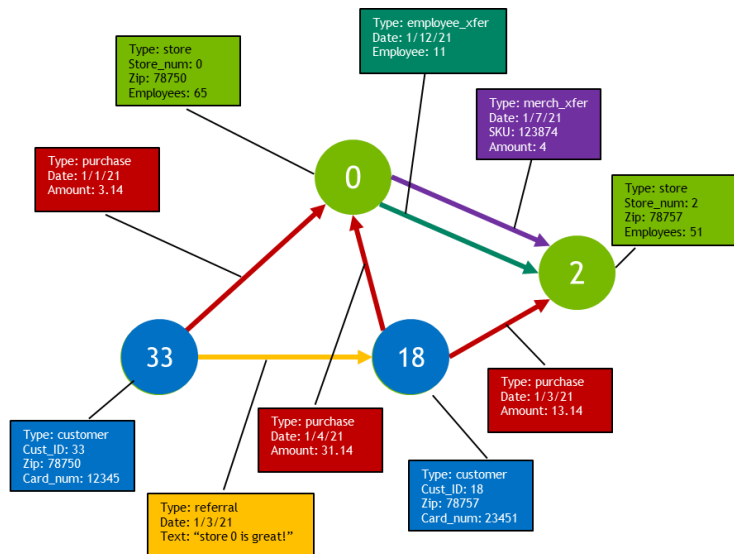 Type: employee_xfer
Date: 1/12/21
Employee: 11
Type: store
Store_num: 0
Zip: 78750
Employees: 65
Type: merch_xfer
Date: 1/7/21
SKU: 123874
Amount: 4
Type: purchase
Date: 1/1/21
Amount: 3.14
0
Type: store
Store_num: 2
Zip: 78757
Employees: 51
2
33
18
Type: purchase
Date: 1/3/21
Amount: 13.14
Type: purchase
Date: 1/4/21
Amount: 31.14
Type: customer
Cust_ID: 33
Zip: 78750
Card_num: 12345
Type: customer
Cust_ID: 18
Zip: 78757
Card_num: 23451
Type: referral
Date: 1/3/21
Text: “store 0 is great!”